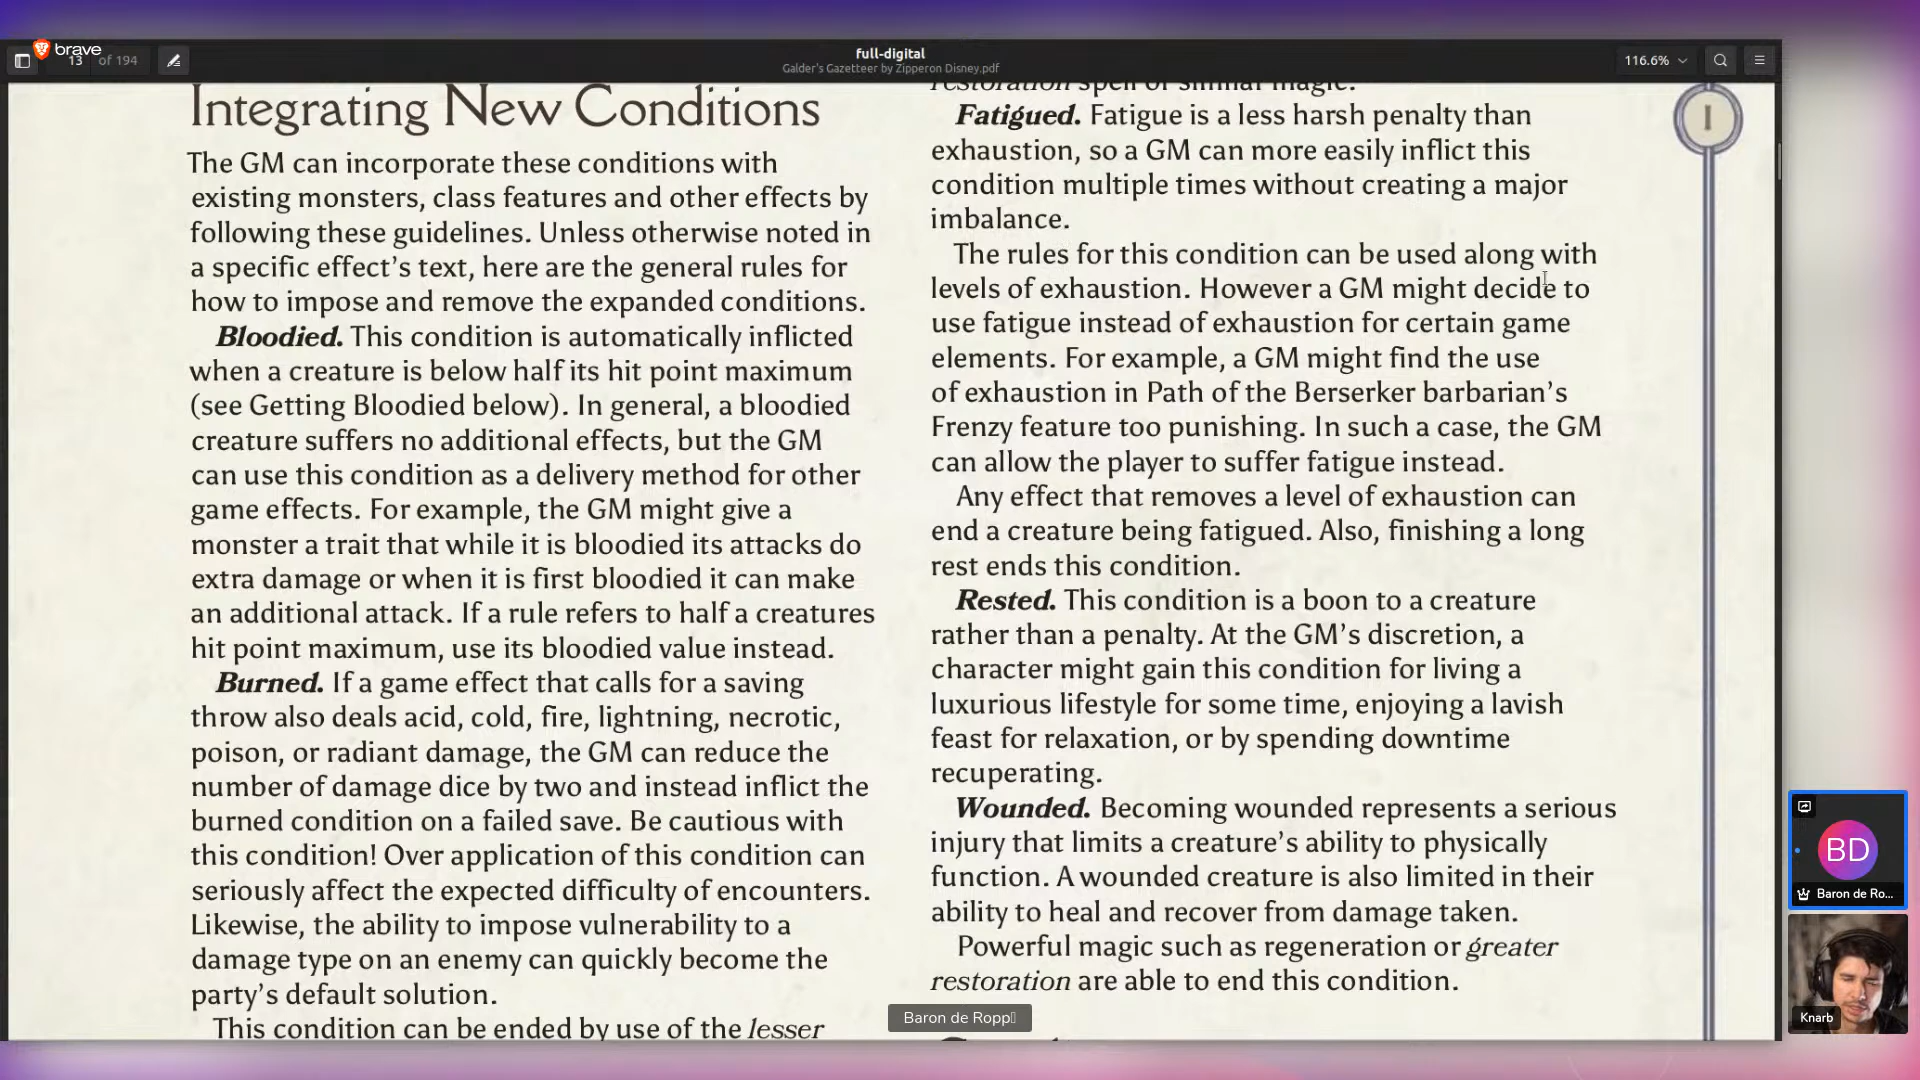 brave
13 of 194
full-digital
Galder's Gazetteer by Zipperon Disney.pdf
116.6%
Integrating New Conditions
The GM can incorporate these conditions with
existing monsters, class features and other effects by
following these guidelines. Unless otherwise noted in
a specific effect's text, here are the general rules for
how to impose and remove the expanded conditions.
Bloodied. This condition is automatically inflicted
when a creature is below half its hit point maximum
(see Getting Bloodied below). In general, a bloodied
creature suffers no additional effects, but the GM
can use this condition as a delivery method for other
game effects. For example, the GM might give a
monster a trait that while it is bloodied its attacks do
extra damage or when it is first bloodied it can make
an additional attack. If a rule refers to half a creatures
hit point maximum, use its bloodied value instead.
Burned. If a game effect that calls for a saving
throw also deals acid, cold, fire, lightning, necrotic,
poison, or radiant damage, the GM can reduce the
number of damage dice by two and instead inflict the
burned condition on a failed save. Be cautious with
this condition! Over application of this condition can
seriously affect the expected difficulty of encounters.
Likewise, the ability to impose vulnerability to a
damage type on an enemy can quickly become the
party's default solution.
This condition can be ended by use of the lesser
restoration spell or similar magic.
Fatigued. Fatigue is a less harsh penalty than
exhaustion, so a GM can more easily inflict this
condition multiple times without creating a major
imbalance.
The rules for this condition can be used along with
levels of exhaustion. However a GM might decide to
use fatigue instead of exhaustion for certain game
elements. For example, a GM might find the use
of exhaustion in Path of the Berserker barbarian's
Frenzy feature too punishing. In such a case, the GM
can allow the player to suffer fatigue instead.
Any effect that removes a level of exhaustion can
end a creature being fatigued. Also, finishing a long
rest ends this condition.
Rested. This condition is a boon to a creature
rather than a penalty. At the GM's discretion, a
character might gain this condition for living a
luxurious lifestyle for some time, enjoying a lavish
feast for relaxation, or by spending downtime
recuperating.
Wounded. Becoming wounded represents a serious
injury that limits a creature's ability to physically
function. A wounded creature is also limited in their
ability to heal and recover from damage taken.
Powerful magic such as regeneration or greater
restoration are able to end this condition.
I
BD
Baron de Ro...
Knarb
Baron de Ropp